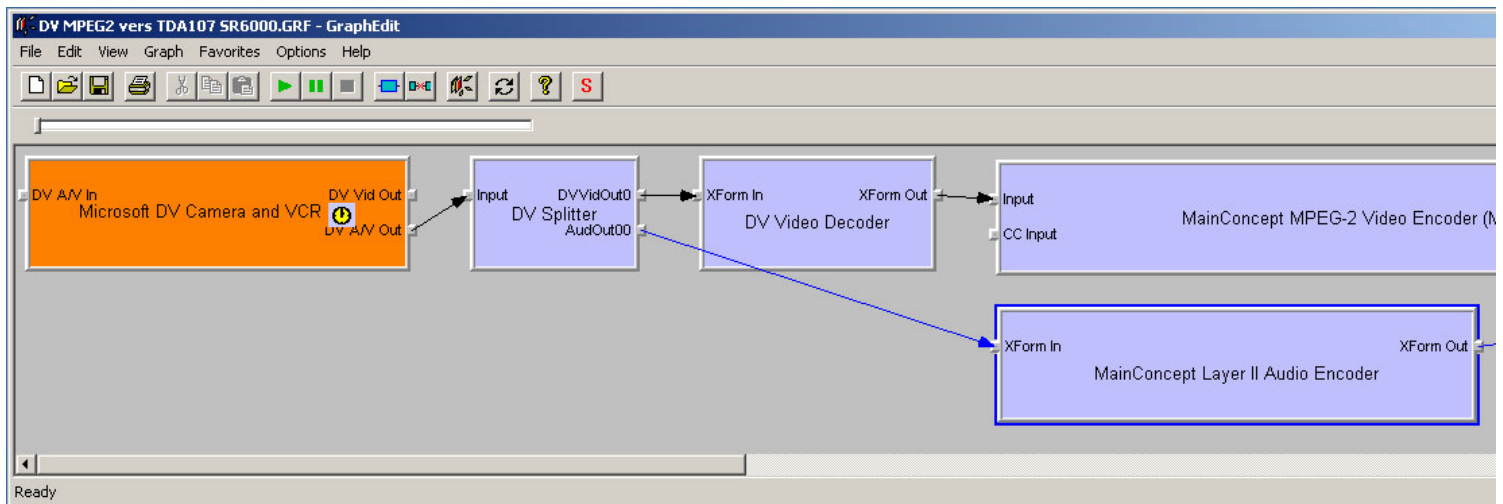 DV MPEG2 vers TDA107 SR6000.GRF - GraphEdit
File Edit View Graph Favorites Options Help
S
DV A/V In
DV Vid Out
Microsoft DV Camera and VCR
DV A/V Out
Input
DVVidOut0
DV Splitter
AudOut00
XForm In
XForm Out
DV Video Decoder
Input
MainConcept MPEG-2 Video Encoder (M
CC Input
XForm In
XForm Out
MainConcept Layer II Audio Encoder
Ready